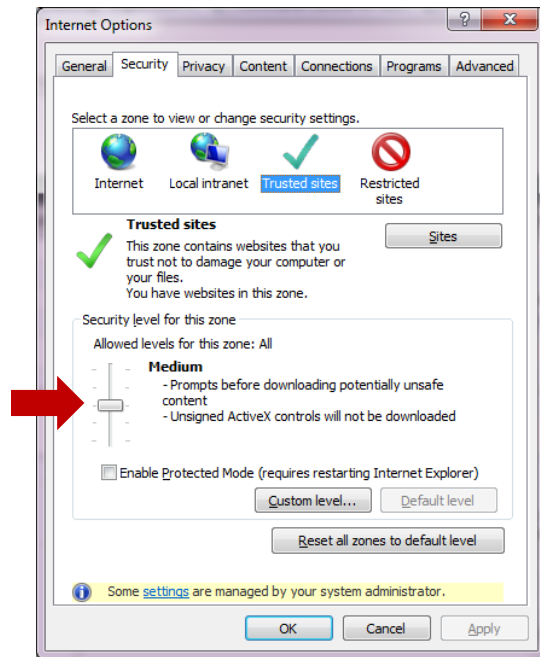 Internet Options
?
X
General Security Privacy Content Connections Programs Advanced
Select a zone to view or change security settings.
Internet Local intranet Trusted sites Restricted
sites
Trusted sites
Sites
This zone contains websites that you
trust not to damage your computer or
your files.
You have websites in this zone.
Security level for this zone
Allowed levels for this zone: All
Medium
- Prompts before downloading potentially unsafe
content
- Unsigned ActiveX controls will not be downloaded
Enable Protected Mode (requires restarting Internet Explorer)
Custom level... Default level
Reset all zones to default level
Some settings are managed by your system administrator.
OK Cancel Apply